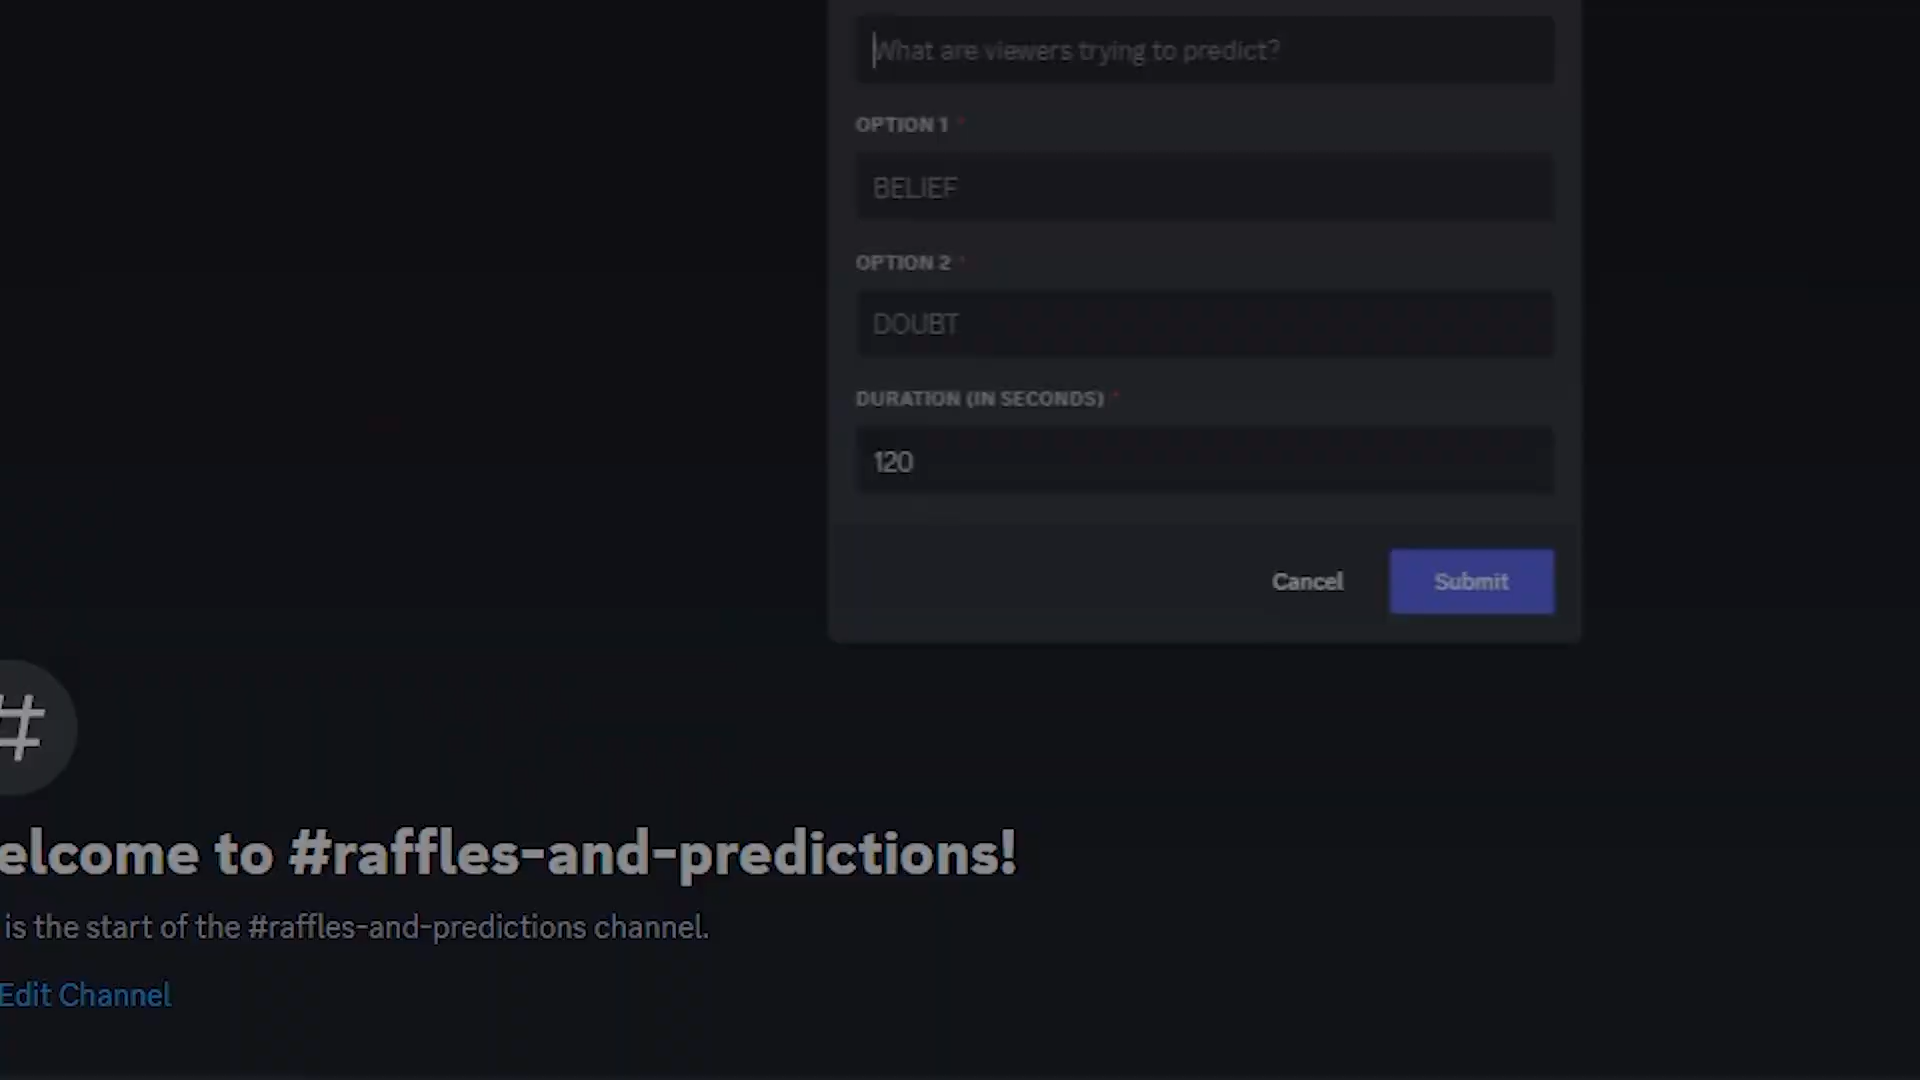 What are viewers trying to predict?
OPTION 1 *
BELIEF
OPTION 2 *
DOUBT
DURATION (IN SECONDS) *
120
Cancel
Submit
#
elcome to #raffles-and-predictions!
is the start of the #raffles-and-predictions channel.
Edit Channel